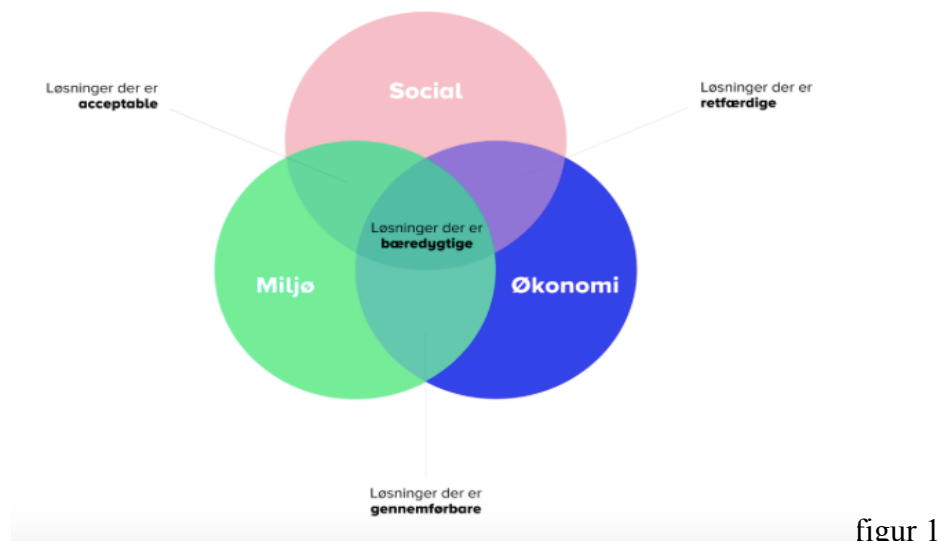 Social
Løsninger der er
acceptable
Løsninger der er
retfærdige
Løsninger der er
bæredygtige
Miljø
Økonomi
Løsninger der er
gennemførbare
figur 1